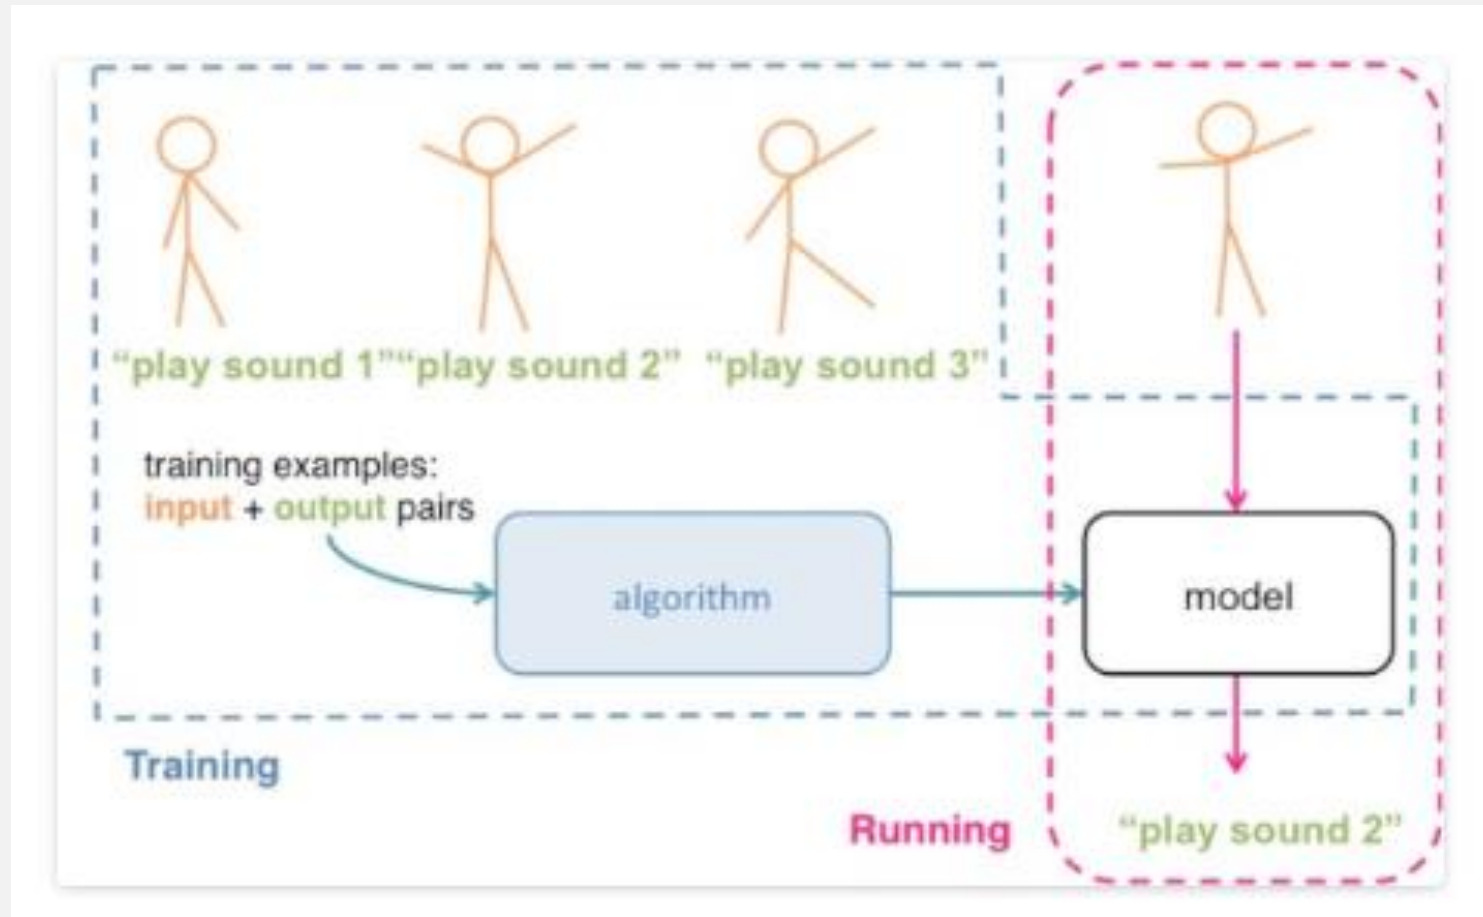 “play sound 1”“play sound 2” “play sound 3”
training examples:
input + output pairs
algorithm
model
Training
Running
“play sound 2”